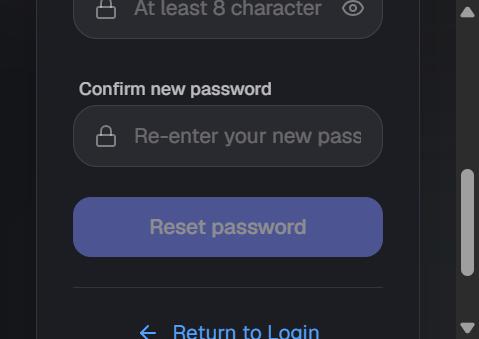 At least 8 character
Confirm new password
Re-enter your new pass
Reset password
Return to Login